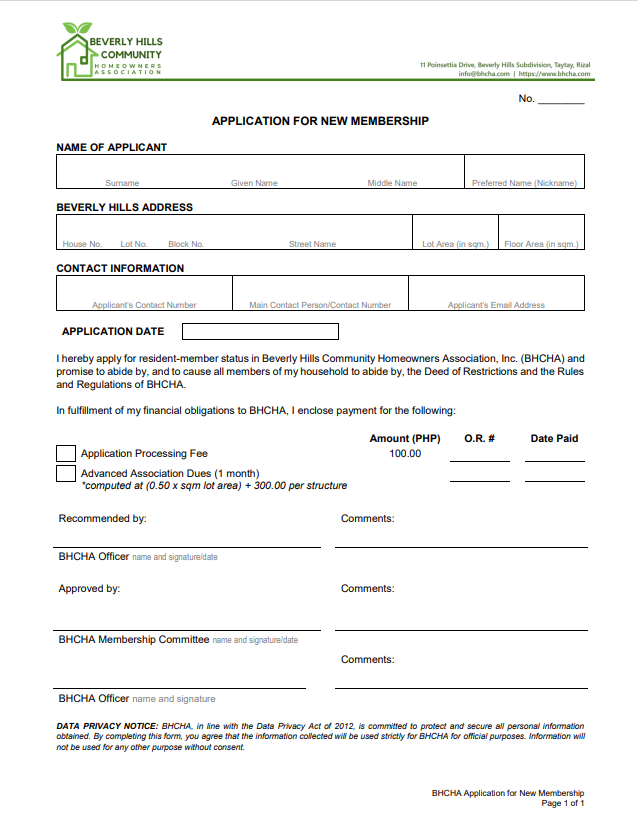 BEVERLY HILLS
COMMUNITY
HOMEOWNERS
ASSOCIATION
11 Poinsettia Drive, Beverly Hills Subdivision, Taytay, Rizal
info@bhcha.com | https://www.bhcha.com
No. ________
APPLICATION FOR NEW MEMBERSHIP
NAME OF APPLICANT
Surname Given Name Middle Name Preferred Name (Nickname)
BEVERLY HILLS ADDRESS
House No. Lot No. Block No. Street Name Lot Area (in sqm.) Floor Area (in sqm.)
CONTACT INFORMATION
Applicant's Contact Number Main Contact Person/Contact Number Applicant's Email Address
APPLICATION DATE
I hereby apply for resident-member status in Beverly Hills Community Homeowners Association, Inc. (BHCHA) and
promise to abide by, and to cause all members of my household to abide by, the Deed of Restrictions and the Rules
and Regulations of BHCHA.
In fulfillment of my financial obligations to BHCHA, I enclose payment for the following:
Amount (PHP) O.R. # Date Paid
Application Processing Fee 100.00
Advanced Association Dues (1 month)
*computed at (0.50 x sqm lot area) + 300.00 per structure
Recommended by: Comments:
BHCHA Officer name and signature/date
Approved by: Comments:
BHCHA Membership Committee name and signature/date
Comments:
BHCHA Officer name and signature
DATA PRIVACY NOTICE: BHCHA, in line with the Data Privacy Act of 2012, is committed to protect and secure all personal information
obtained. By completing this form, you agree that the information collected will be used strictly for BHCHA for official purposes. Information will
not be used for any other purpose without consent.
BHCHA Application for New Membership
Page 1 of 1